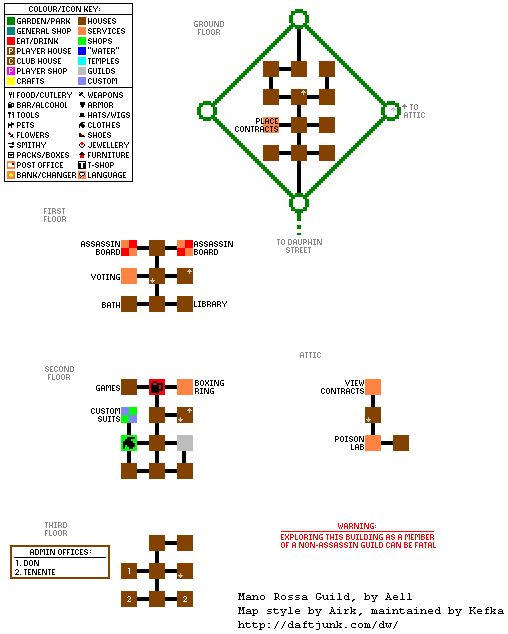 COLOUR/ICON KEY:
GARDEN/PARK HOUSES
GENERAL SHOP SERVICES
EAT/DRINK SHOPS
P PLAYER HOUSE "WATER"
C CLUB HOUSE TEMPLES
P PLAYER SHOP GUILDS
CRAFTS CUSTOM
FOOD/CUTLERY WEAPONS
BAR/ALCOHOL ARMOR
TOOLS HATS/WIGS
PETS CLOTHES
FLOWERS SHOES
SMITHY JEWELLERY
PACKS/BOXES FURNITURE
POST OFFICE T T-SHOP
BANK/CHANGER LANGUAGE
GROUND
FLOOR
PLACE
CONTRACTS
TO
ATTIC
TO DAUPHIN
STREET
FIRST
FLOOR
ASSASSIN
BOARD
ASSASSIN
BOARD
VOTING
BATH
LIBRARY
SECOND
FLOOR
GAMES
BOXING
RING
CUSTOM
SUITS
ATTIC
VIEW
CONTRACTS
POISON
LAB
THIRD
FLOOR
ADMIN OFFICES:
1. DON
2. TENENTE
1
2
2
WARNING:
EXPLORING THIS BUILDING AS A MEMBER
OF A NON-ASSASSIN GUILD CAN BE FATAL
Mano Rossa Guild, by Aell
Map style by Airk, maintained by Kefka
http://daftjunk.com/dw/